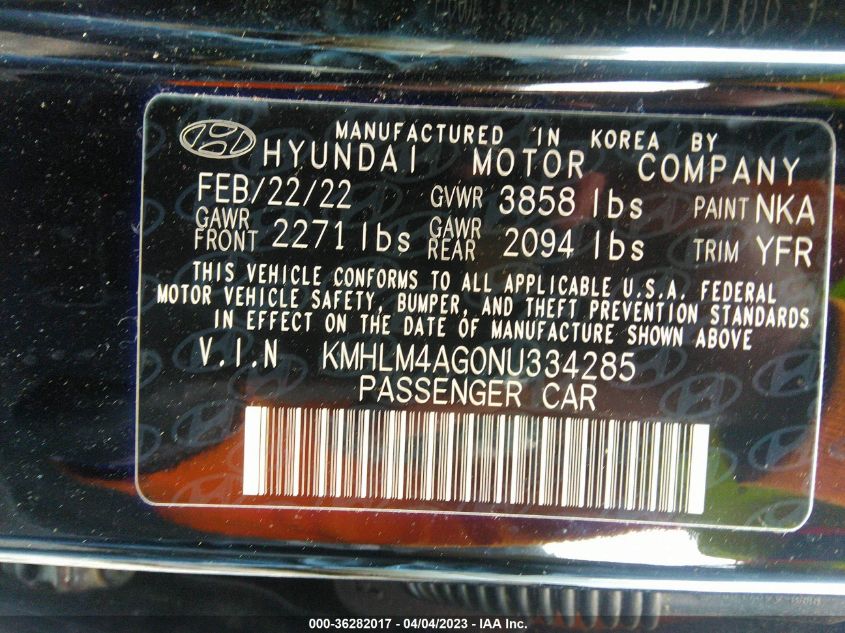 MANUFACTURED IN KOREA BY
HYUNDAI MOTOR COMPANY
FEB/22/22 GVWR 3858 lbs PAINT NKA
GAWR FRONT 2271 lbs GAWR REAR 2094 lbs TRIM YFR
THIS VEHICLE CONFORMS TO ALL APPLICABLE U.S.A. FEDERAL
MOTOR VEHICLE SAFETY, BUMPER, AND THEFT PREVENTION STANDARDS
IN EFFECT ON THE DATE OF MANUFACTURE SHOWN ABOVE
V.I.N KMHLM4AG0NU334285
PASSENGER CAR
000-36282017 - 04/04/2023 - IAA Inc.